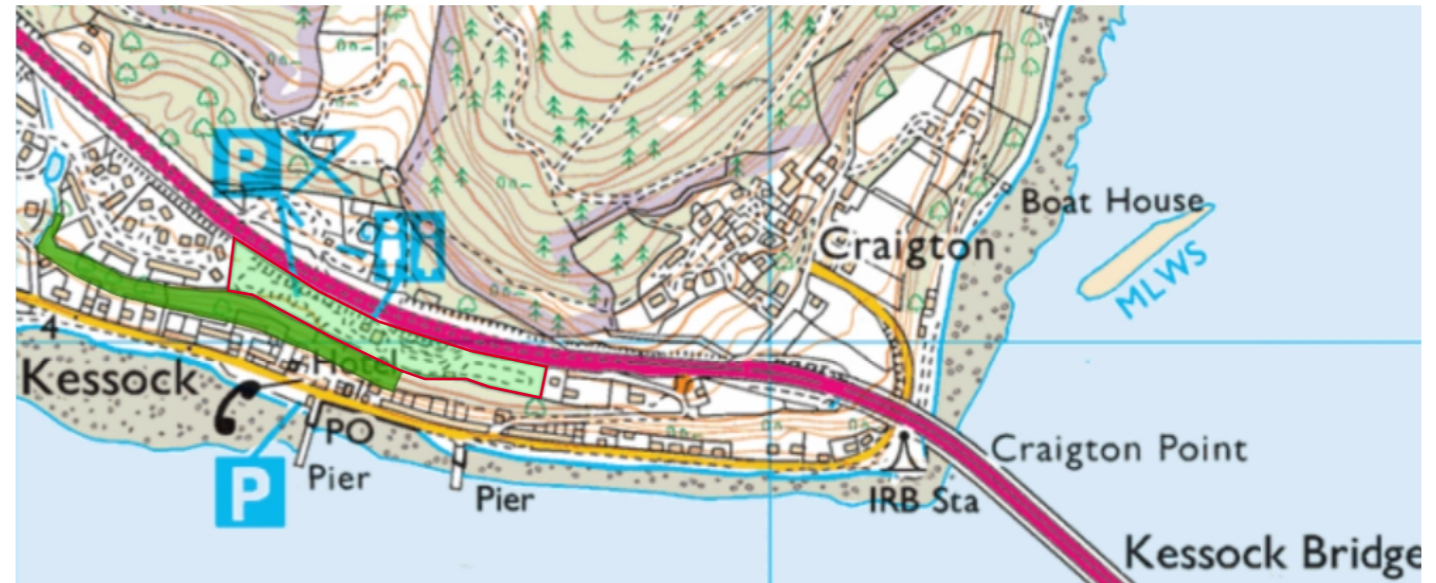 P
Boat House
Craigton
MLWS
4
Hotel
Kessock
PO
Craigton Point
Pier
P
Pier
IRB Sta
Kessock Bridge